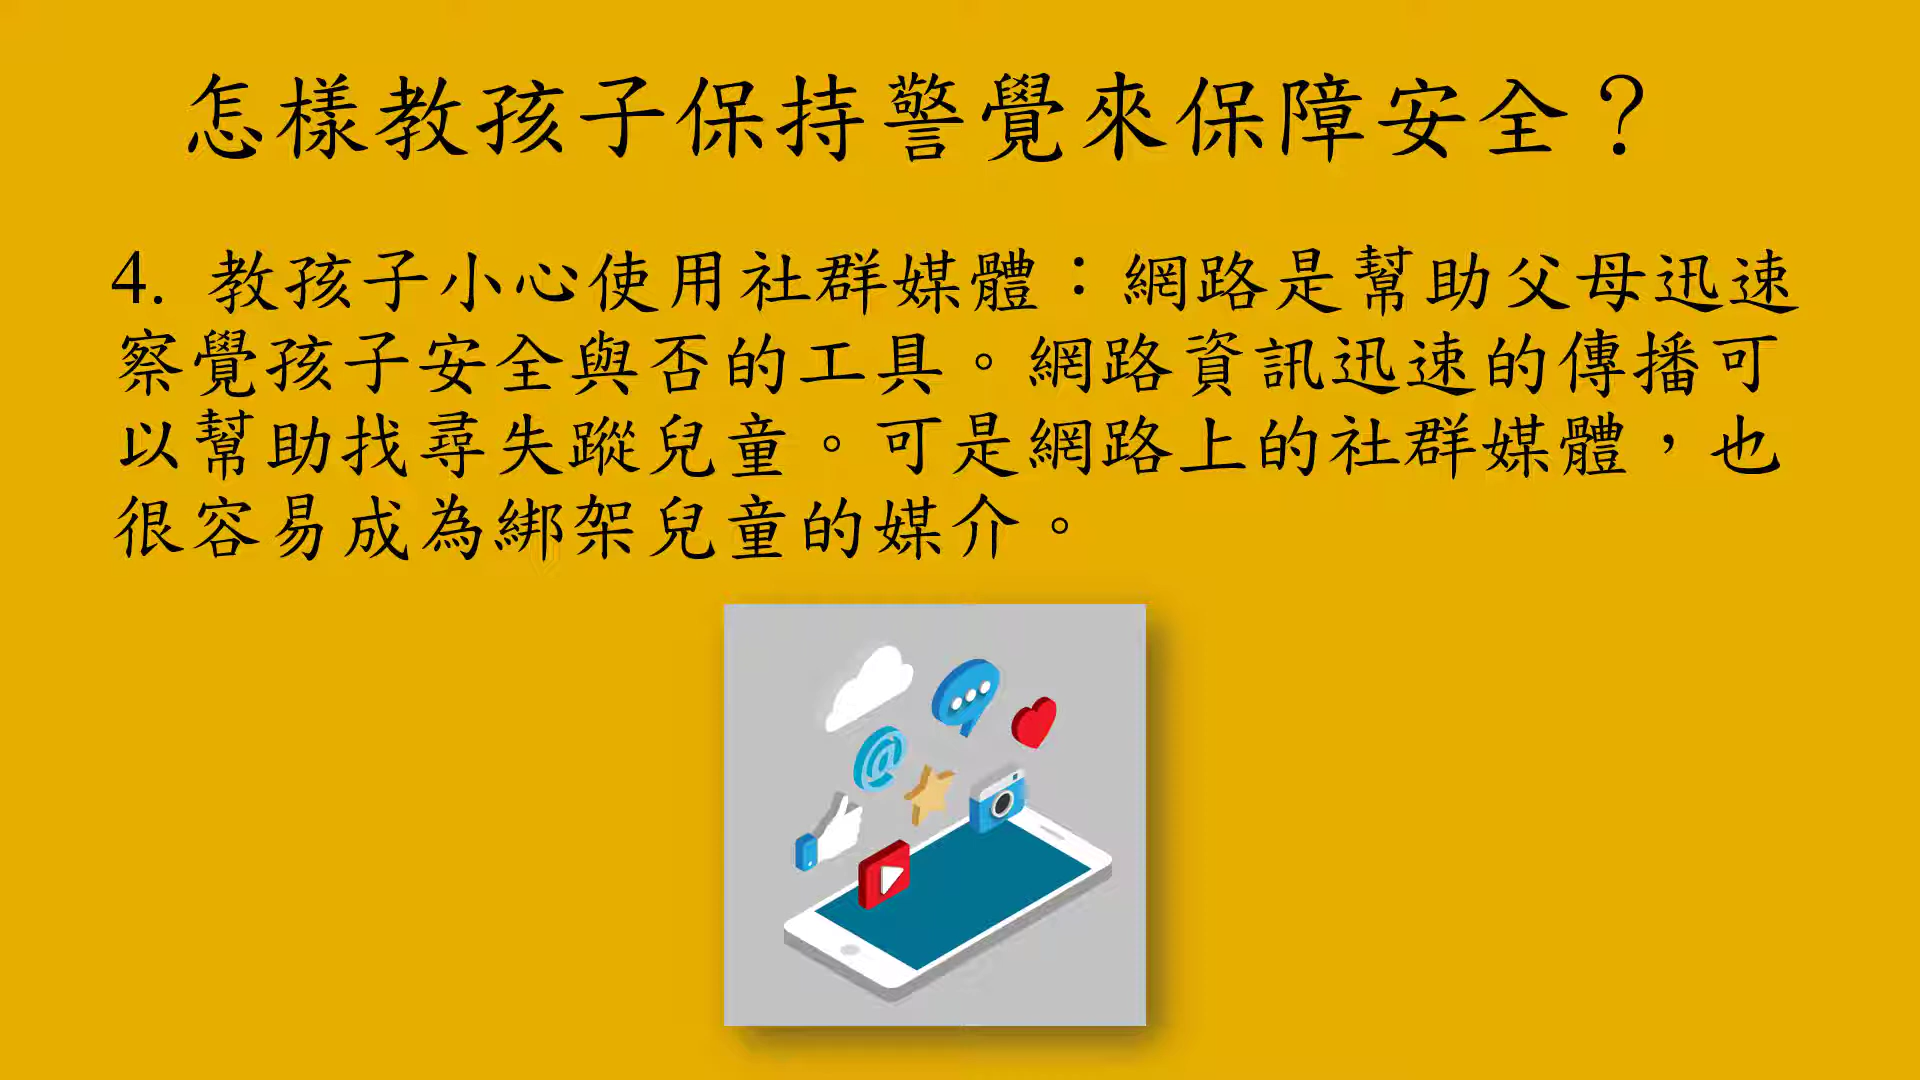 怎樣教孩子保持警覺來保障安全？
4. 教孩子小心使用社群媒體：網路是幫助父母迅速
察覺孩子安全與否的工具。網路資訊迅速的傳播可
以幫助找尋失蹤兒童。可是網路上的社群媒體，也
很容易成為綁架兒童的媒介。
@